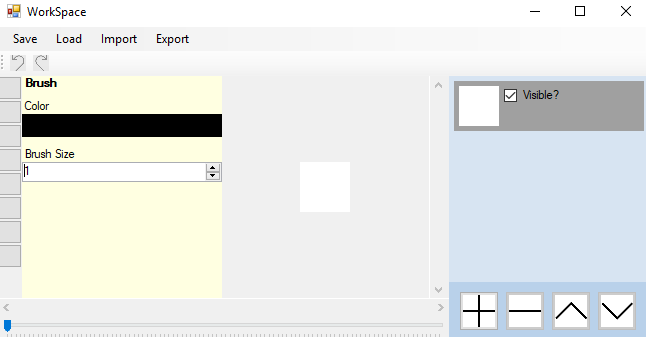 WorkSpace
Save Load Import Export
Brush
Color
Brush Size
1
Visible?